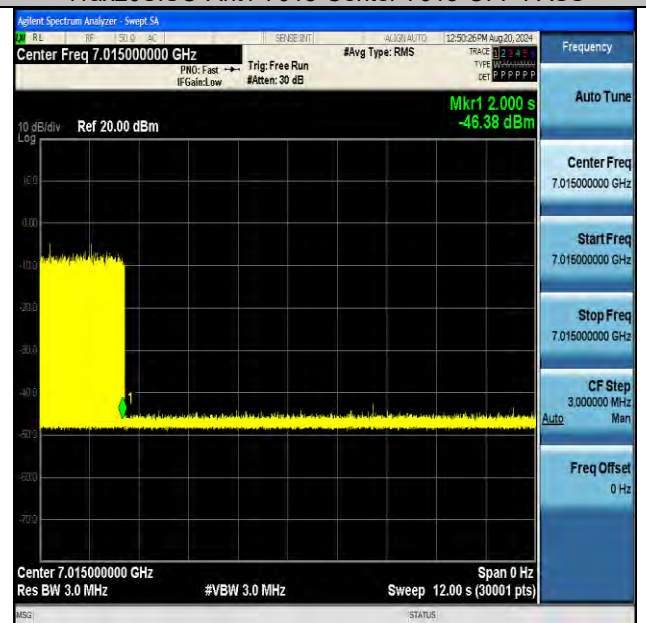 Agilent Spectrum Analyzer - Swept SA
RL RF 50 Ω AC SENSE:INT ALIGN AUTO 12:50:26 PM Aug 20, 2024
Center Freq 7.015000000 GHz
PNO: Fast
IFGain:Low
Trig: Free Run
#Atten: 30 dB
#Avg Type: RMS
TRACE 1 2 3 4 5 6
TYPE
DET P P P P P P
Mkr1 2.000 s
-46.38 dBm
10 dB/div Ref 20.00 dBm
Log
10.0
0.00
-10.0
-20.0
-30.0
-40.0
-50.0
-60.0
-70.0
1
Center 7.015000000 GHz Span 0 Hz
Res BW 3.0 MHz #VBW 3.0 MHz Sweep 12.00 s (30001 pts)
MSG STATUS
Frequency
Auto Tune
Center Freq
7.015000000 GHz
Start Freq
7.015000000 GHz
Stop Freq
7.015000000 GHz
CF Step
3.000000 MHz
Auto Man
Freq Offset
0 Hz